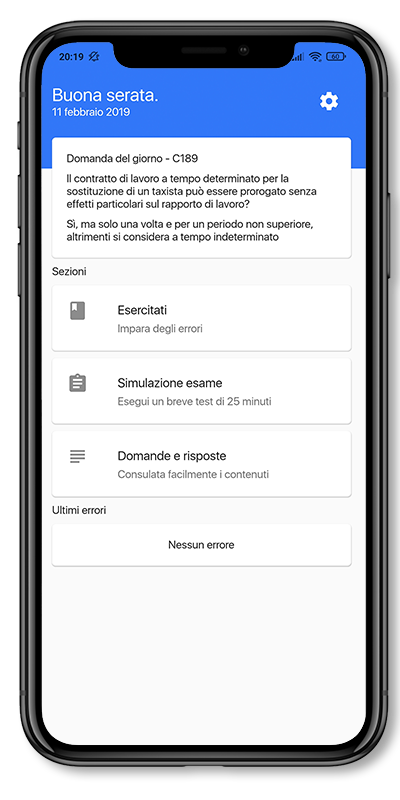 20:19
60
Buona serata.
11 febbraio 2019
Domanda del giorno - C189
Il contratto di lavoro a tempo determinato per la
sostituzione di un taxista può essere prorogato senza
effetti particolari sul rapporto di lavoro?
Sì, ma solo una volta e per un periodo non superiore,
altrimenti si considera a tempo indeterminato
Sezioni
Esercitati
Impara degli errori
Simulazione esame
Esegui un breve test di 25 minuti
Domande e risposte
Consulata facilmente i contenuti
Ultimi errori
Nessun errore